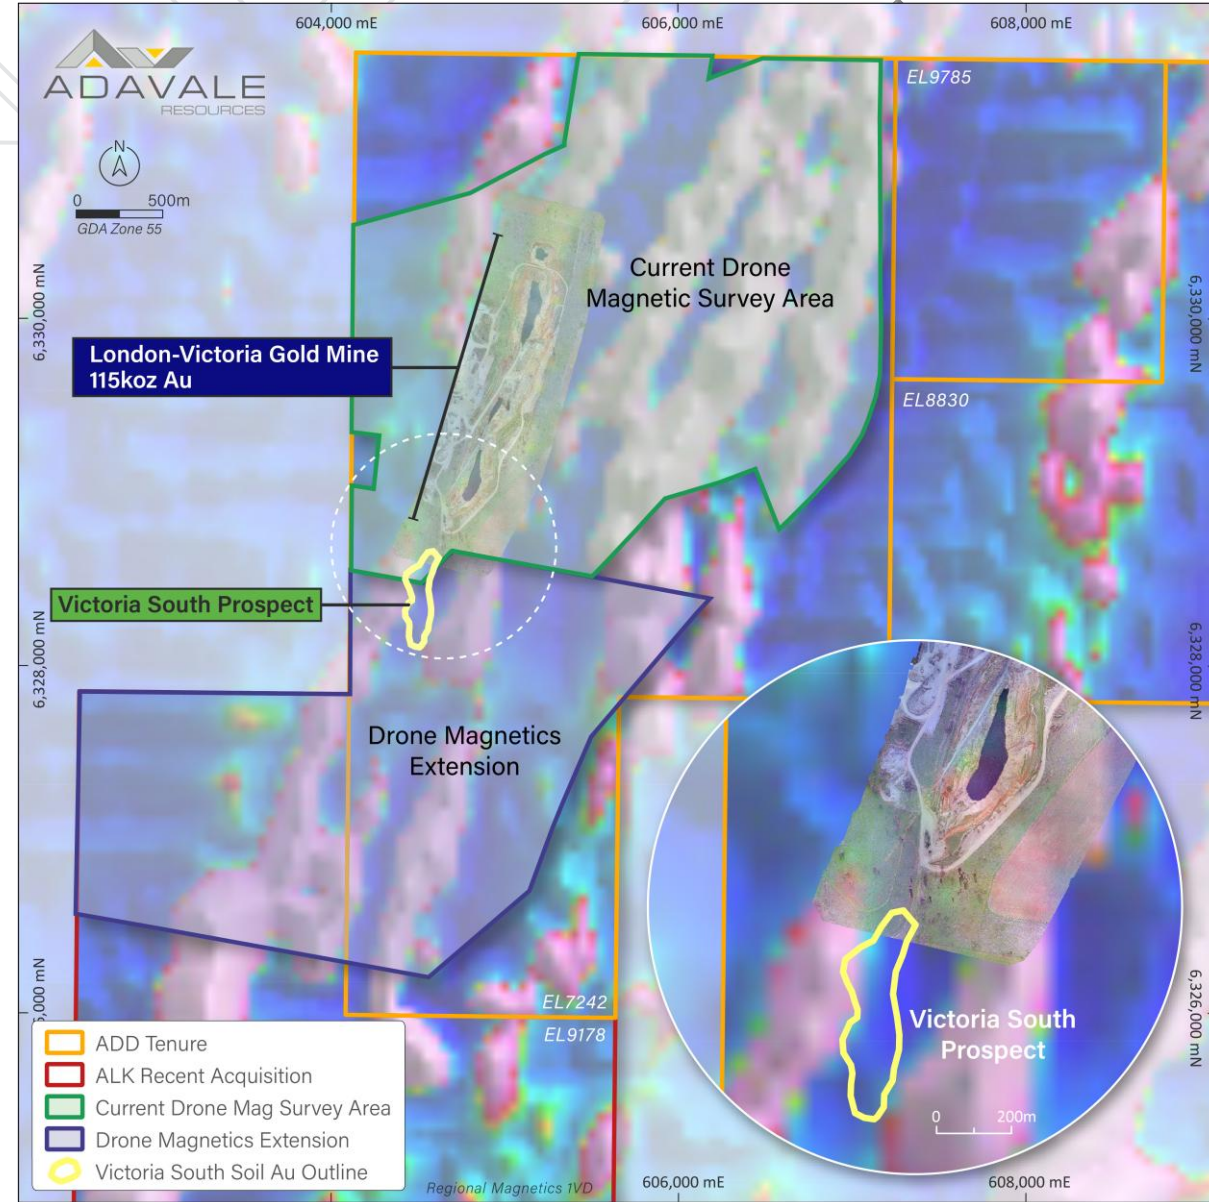 604,000 mE
606,000 mE
608,000 mE
ADAVALE
RESOURCES
N
0 500m
GDA Zone 55
EL9785
Current Drone
Magnetic Survey Area
6,330,000 mN
6,330,000 mN
London-Victoria Gold Mine
115koz Au
EL8830
Victoria South Prospect
6,328,000 mN
6,328,000 mN
Drone Magnetics
Extension
EL7242
EL9178
Victoria South
Prospect
0 200m
6,326,000 mN
ADD Tenure
ALK Recent Acquisition
Current Drone Mag Survey Area
Drone Magnetics Extension
Victoria South Soil Au Outline
Regional Magnetics 1VD
606,000 mE
608,000 mE